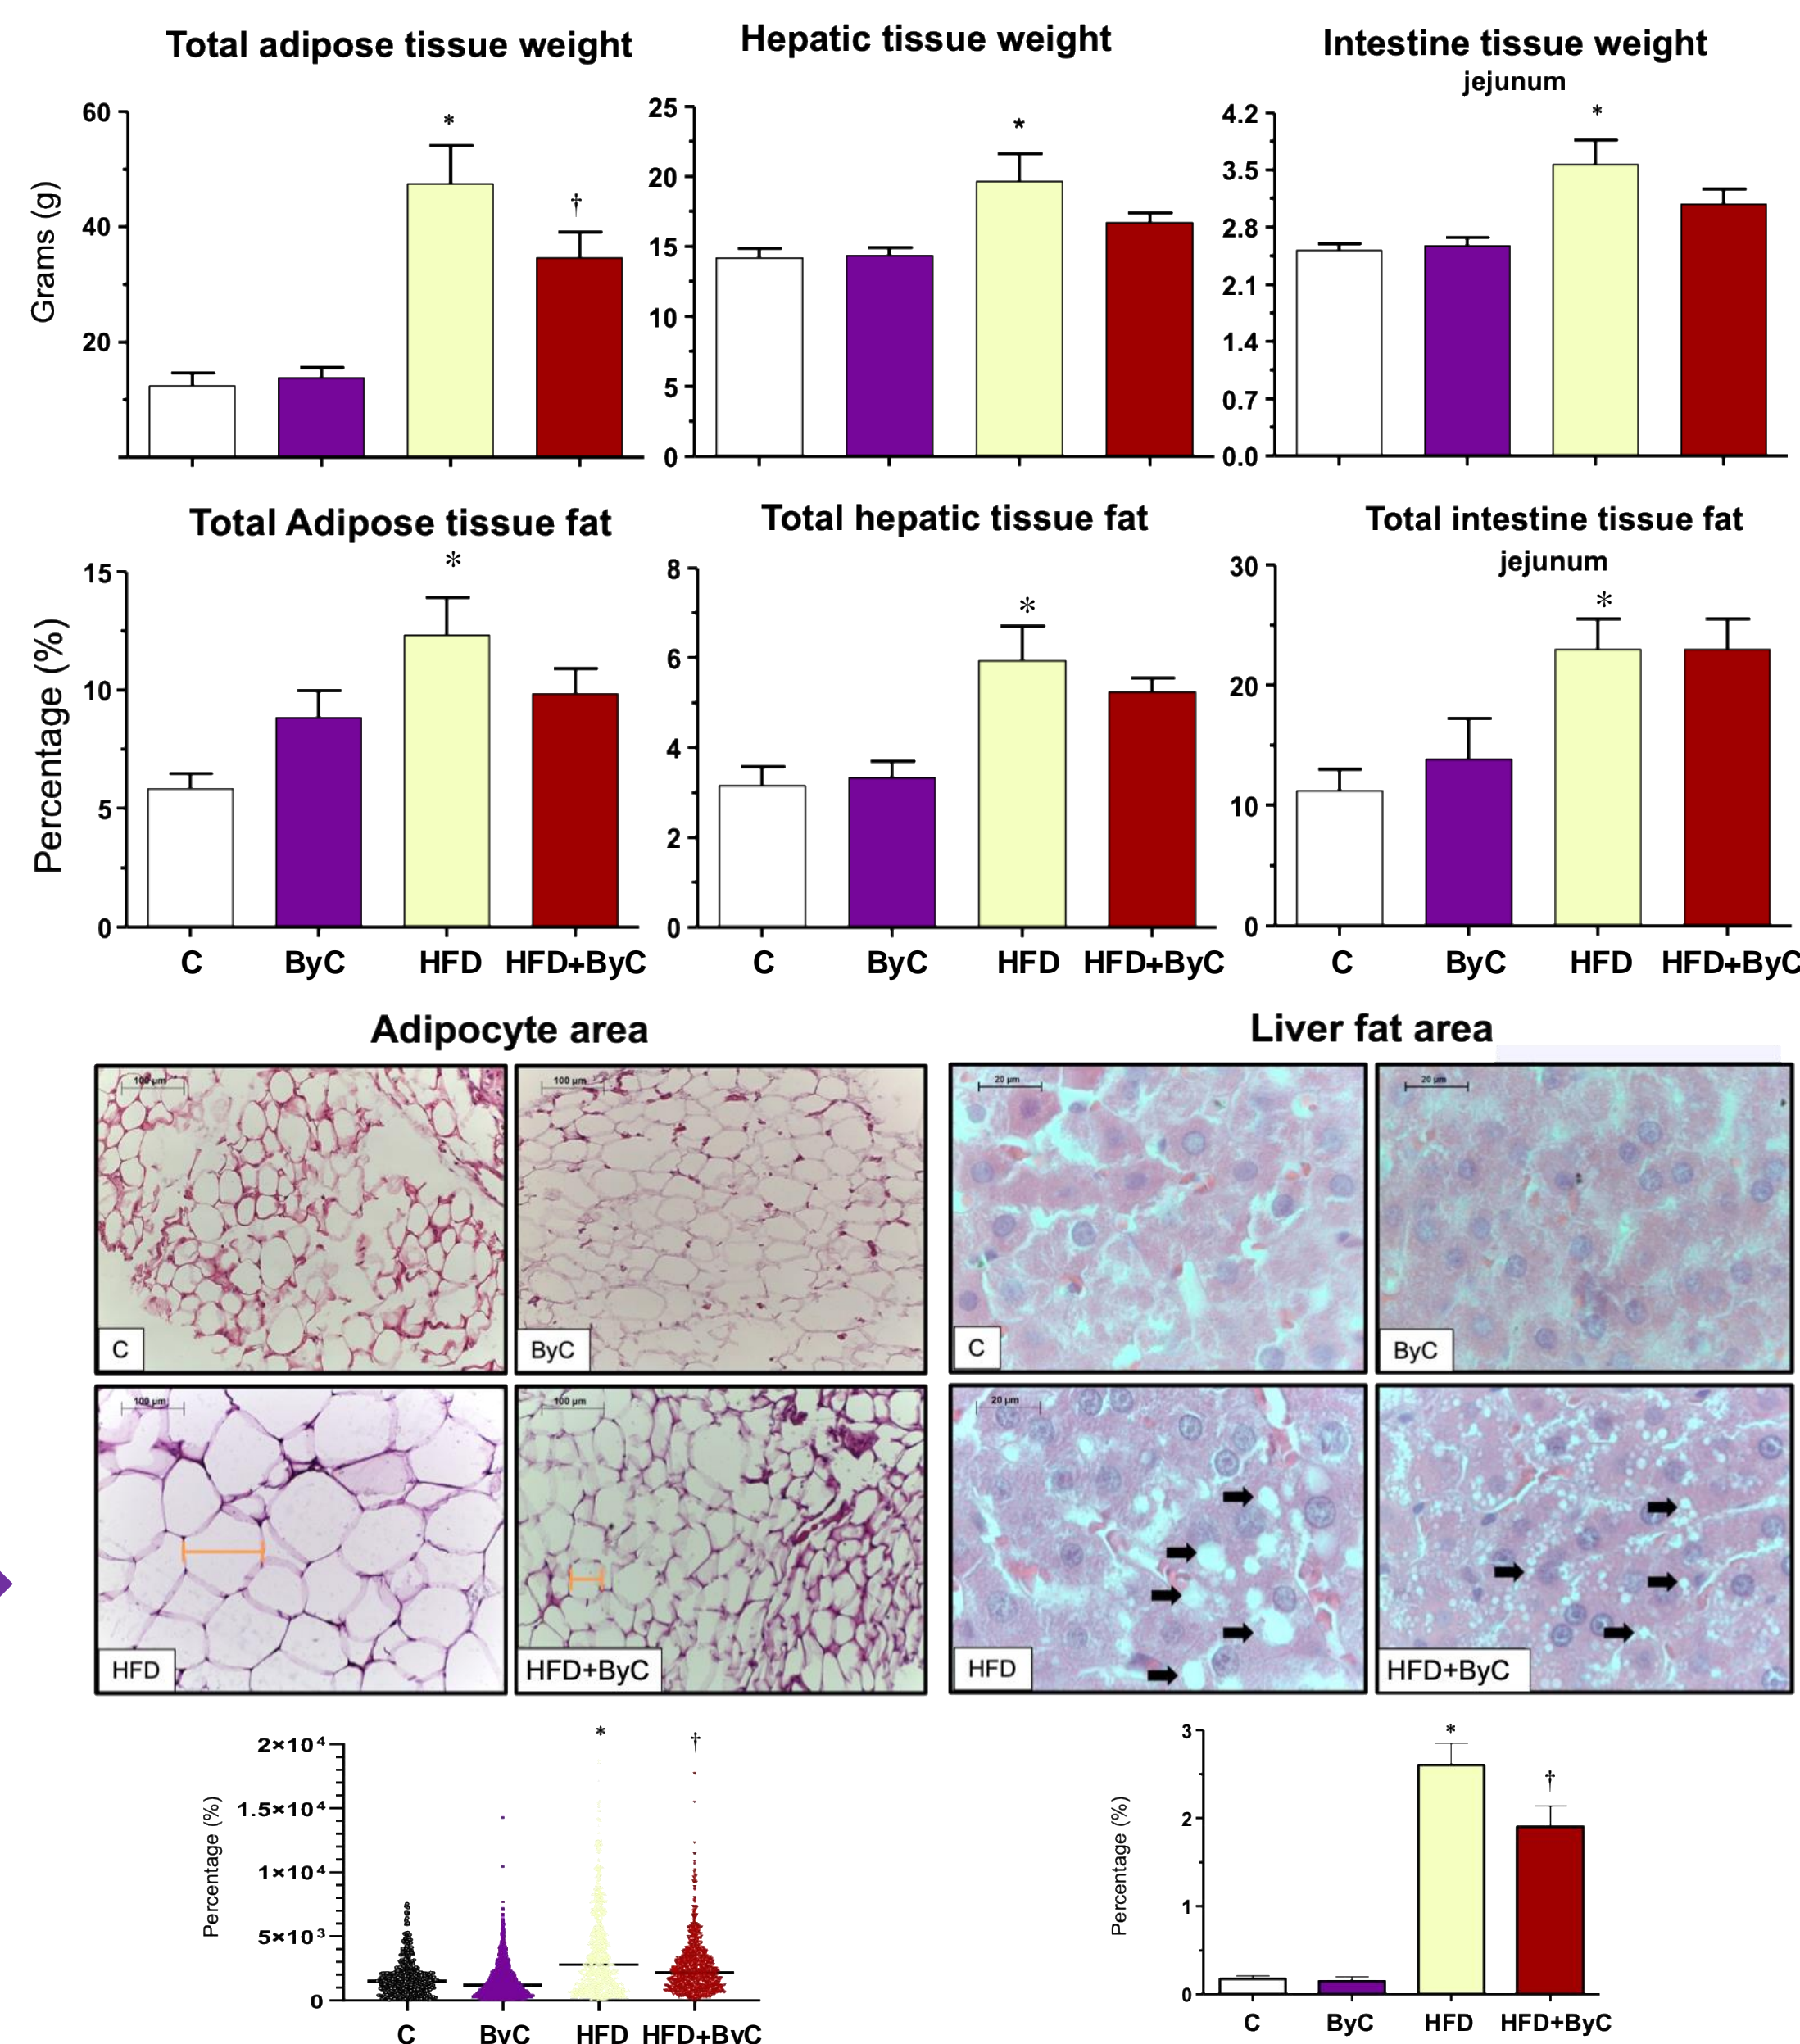 Total adipose tissue weight
Hepatic tissue weight
Intestine tissue weight
jejunum
Grams (g)
60
40
20
*
†
25
20
15
10
5
0
*
4.2
3.5
2.8
2.1
1.4
0.7
0.0
*
Total Adipose tissue fat
Total hepatic tissue fat
Total intestine tissue fat
jejunum
Percentage (%)
15
10
5
0
*
C ByC HFD HFD+ByC
8
6
4
2
0
*
C ByC HFD HFD+ByC
30
20
10
0
*
C ByC HFD HFD+ByC
Adipocyte area
Liver fat area
100 µm
C
100 µm
ByC
20 µm
C
20 µm
ByC
100 µm
HFD
100 µm
HFD+ByC
20 µm
HFD
HFD+ByC
Percentage (%)
2×10⁴
1.5×10⁴
1×10⁴
5×10³
0
*
†
C ByC HFD HFD+ByC
Percentage (%)
3
2
1
0
*
†
C ByC HFD HFD+ByC